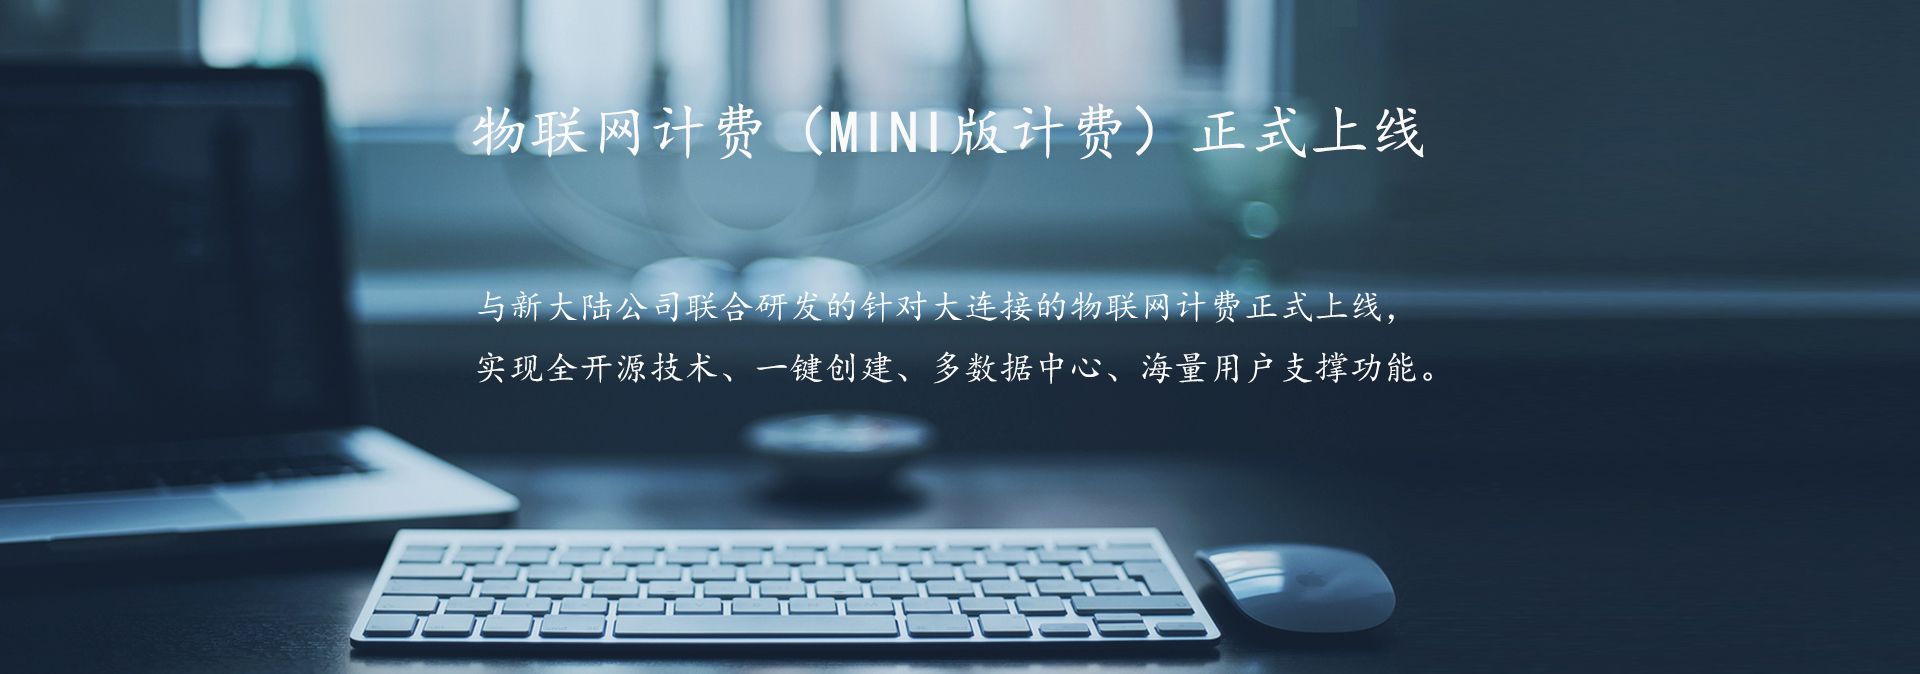 物联网计费（MINI版计费）正式上线
与新大陆公司联合研发的针对大连接的物联网计费正式上线，
实现全开源技术、一键创建、多数据中心、海量用户支撑功能。